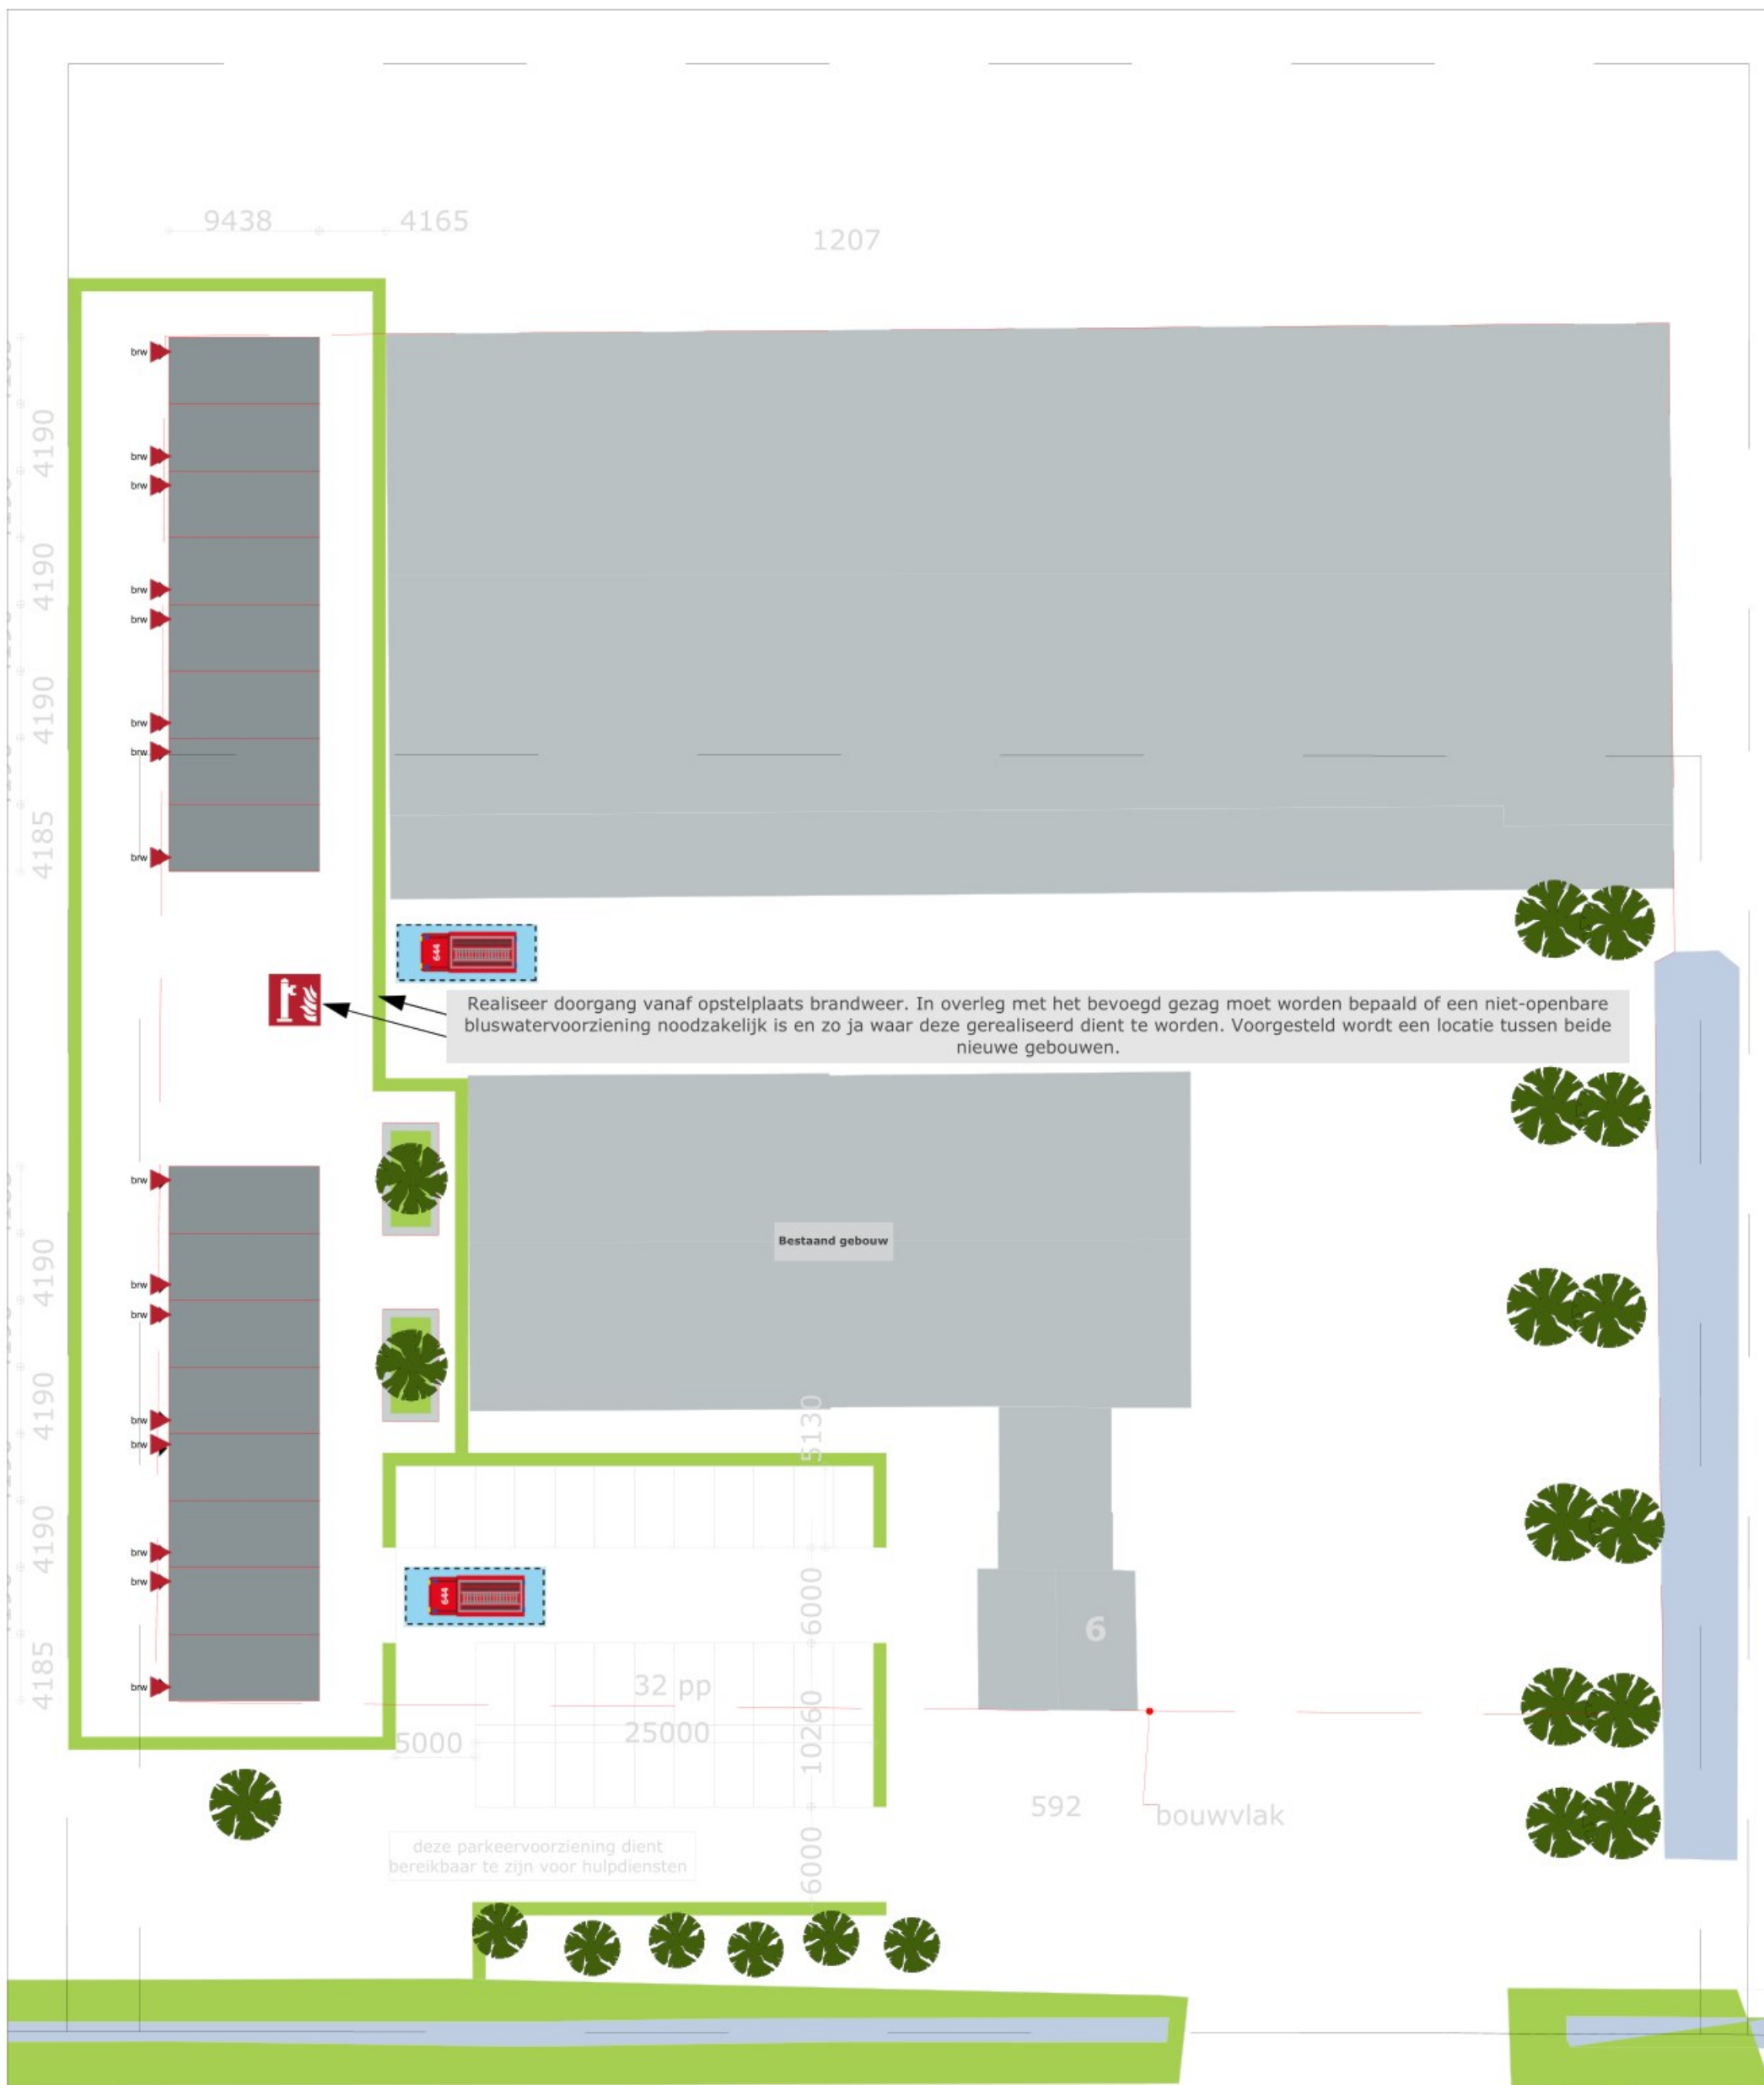 9438
4165
1207
brw
4190
brw
brw
4190
brw
brw
4190
brw
brw
4185
brw
644
Realiseer doorgang vanaf opstelplaats brandweer. In overleg met het bevoegd gezag moet worden bepaald of een niet-openbare
bluswatervoorziening noodzakelijk is en zo ja waar deze gerealiseerd dient te worden. Voorgesteld wordt een locatie tussen beide
nieuwe gebouwen.
brw
4190
Bestaand gebouw
brw
brw
4190
5130
brw
brw
4190
brw
brw
644
6000
6
4185
brw
32 pp
25000
10260
5000
592
bouwvlak
deze parkeervoorziening dient
bereikbaar te zijn voor hulpdiensten
6000